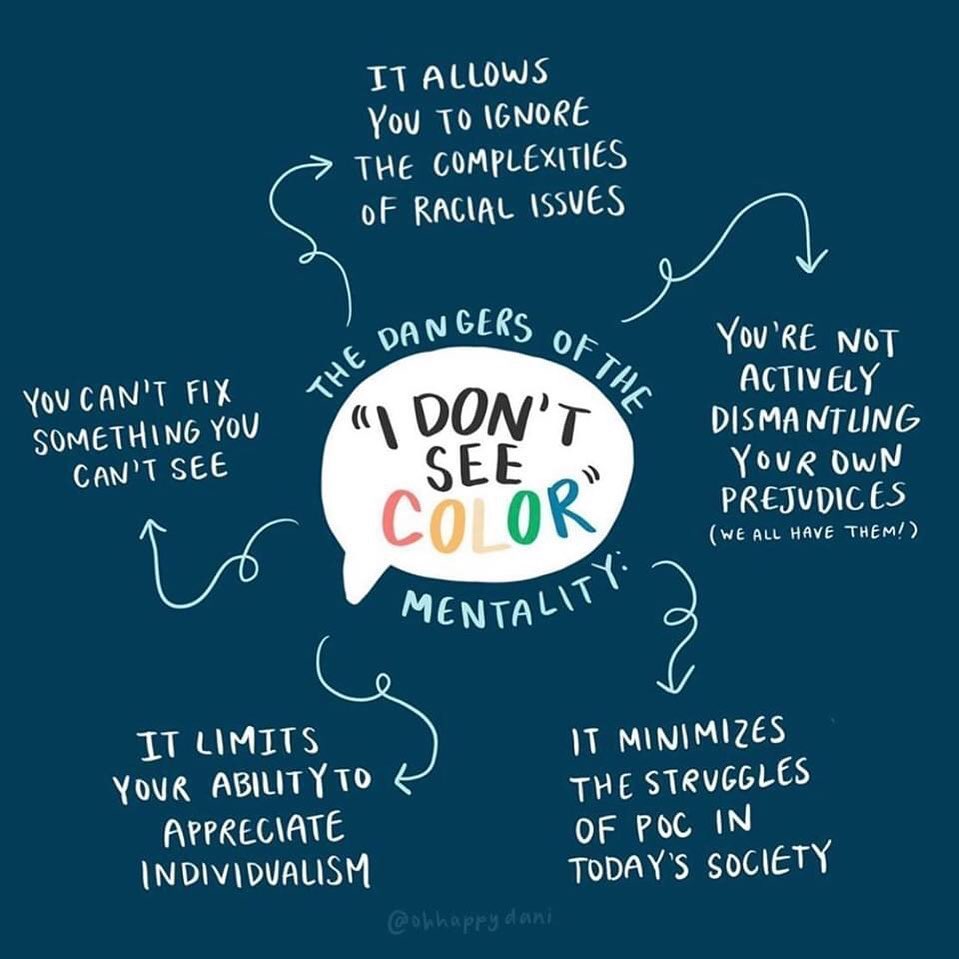 IT ALLOWS
YOU TO IGNORE
THE COMPLEXITIES
OF RACIAL ISSUES
THE DANGERS OF THE
"I DON'T
SEE
COLOR"
MENTALITY:
YOU'RE NOT
ACTIVELY
DISMANTLING
YOUR OWN
PREJUDICES
(WE ALL HAVE THEM!)
IT MINIMIZES
THE STRUGGLES
OF POC IN
TODAY'S SOCIETY
IT LIMITS
YOUR ABILITY TO
APPRECIATE
INDIVIDUALISM
YOU CAN'T FIX
SOMETHING YOU
CAN'T SEE
@ohhappydani